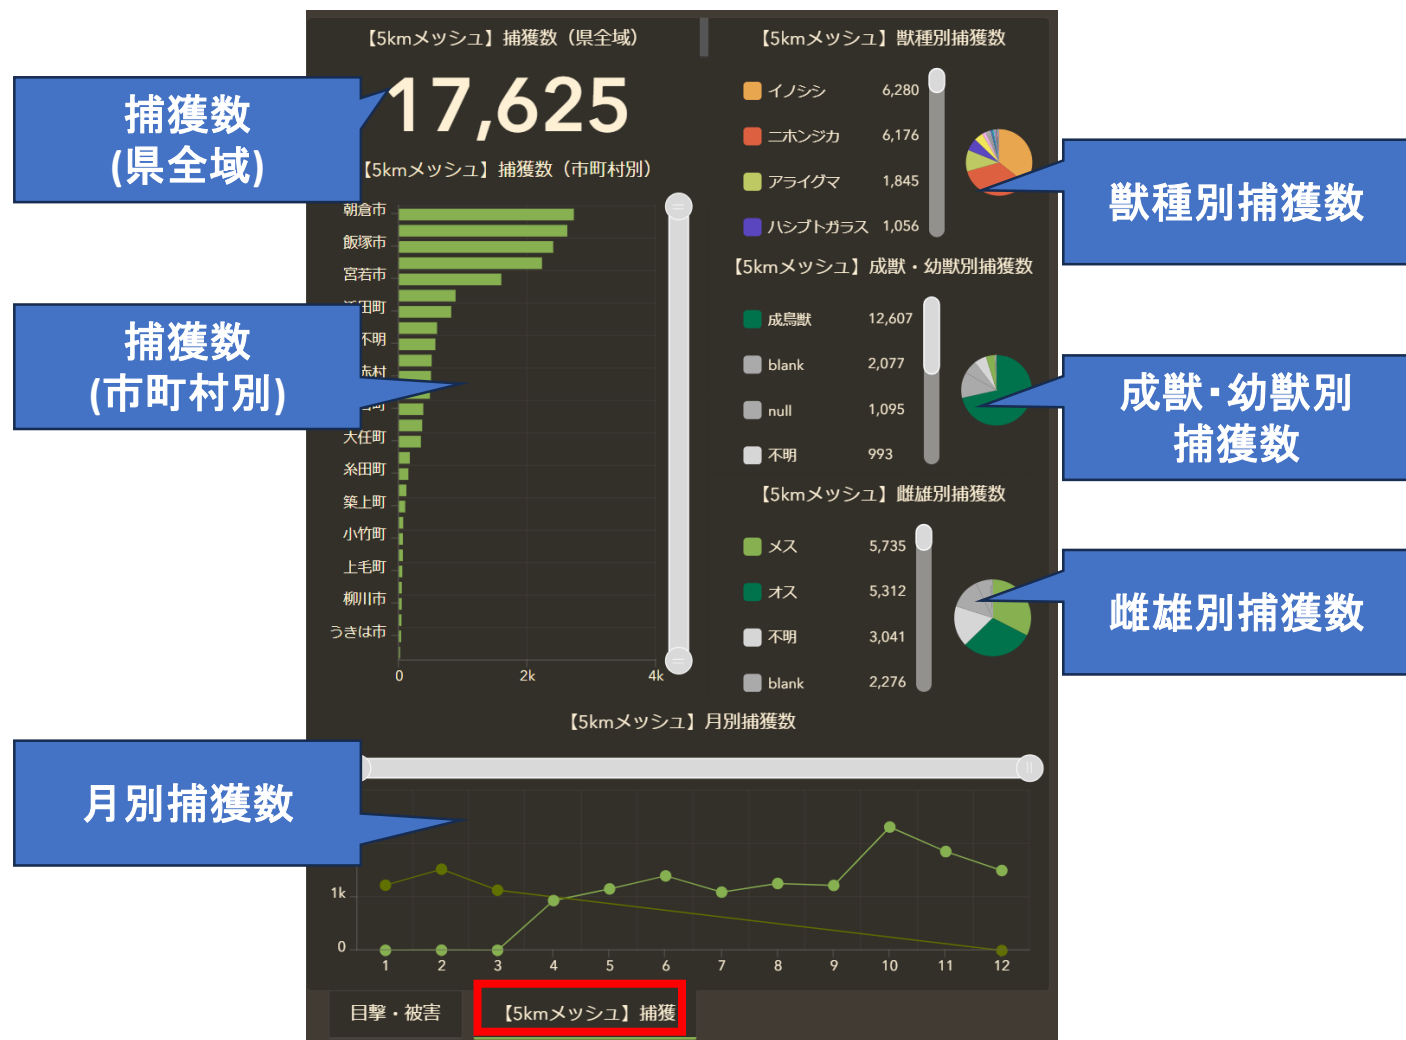 【5kmメッシュ】捕獲数（県全域）
17,625
捕獲数
(県全域)
【5kmメッシュ】捕獲数（市町村別）
朝倉市
飯塚市
宮若市
田町
不明
赤村
町
大任町
糸田町
築上町
小竹町
上毛町
柳川市
うきは市
0
2k
4k
捕獲数
(市町村別)
【5kmメッシュ】獣種別捕獲数
イノシシ 6,280
ニホンジカ 6,176
アライグマ 1,845
ハシブトガラス 1,056
獣種別捕獲数
【5kmメッシュ】成獣・幼獣別捕獲数
成鳥獣 12,607
blank 2,077
null 1,095
不明 993
成獣・幼獣別
捕獲数
【5kmメッシュ】雌雄別捕獲数
メス 5,735
オス 5,312
不明 3,041
blank 2,276
雌雄別捕獲数
【5kmメッシュ】月別捕獲数
月別捕獲数
1k
0
1 2 3 4 5 6 7 8 9 10 11 12
目撃・被害
【5kmメッシュ】捕獲